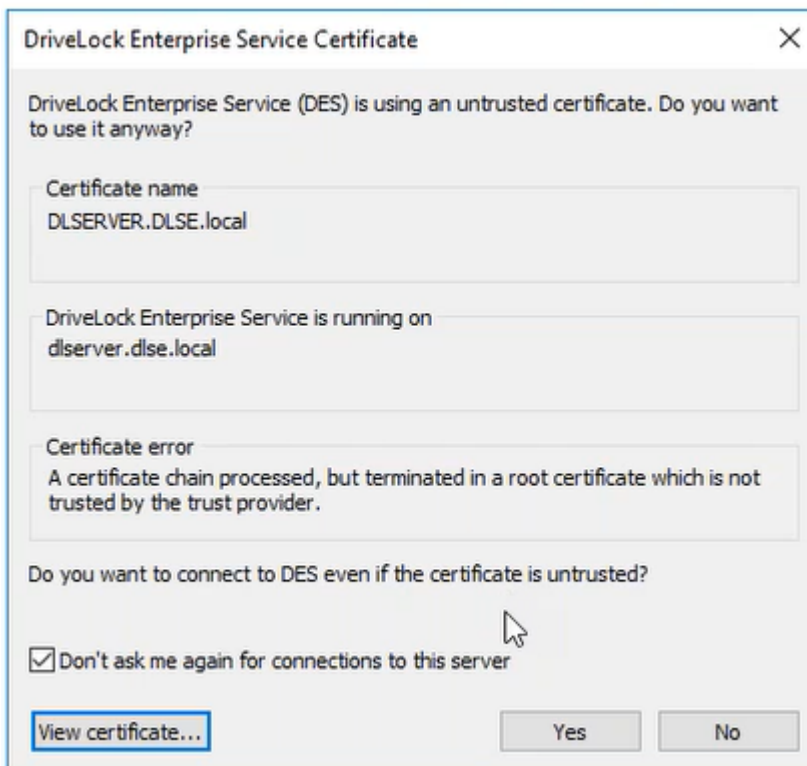 DriveLock Enterprise Service Certificate
DriveLock Enterprise Service (DES) is using an untrusted certificate. Do you want
to use it anyway?
Certificate name
DLSERVER.DLSE.local
DriveLock Enterprise Service is running on
dlserver.dlse.local
Certificate error
A certificate chain processed, but terminated in a root certificate which is not
trusted by the trust provider.
Do you want to connect to DES even if the certificate is untrusted?
Don't ask me again for connections to this server
View certificate...
Yes
No